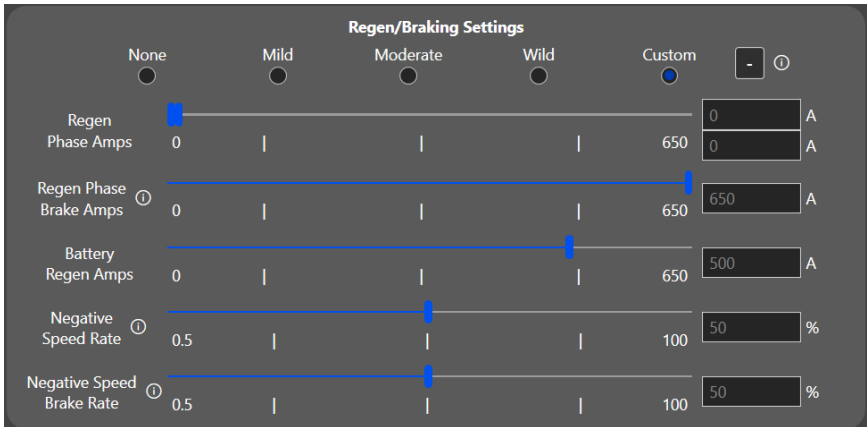 Regen/Braking Settings
None Mild Moderate Wild Custom -
Regen
Phase Amps
0 | | | 650
0 A
0 A
Regen Phase
Brake Amps
0 | | | 650
650 A
Battery
Regen Amps
0 | | | 650
500 A
Negative
Speed Rate
0.5 | | | 100
50 %
Negative Speed
Brake Rate
0.5 | | | 100
50 %